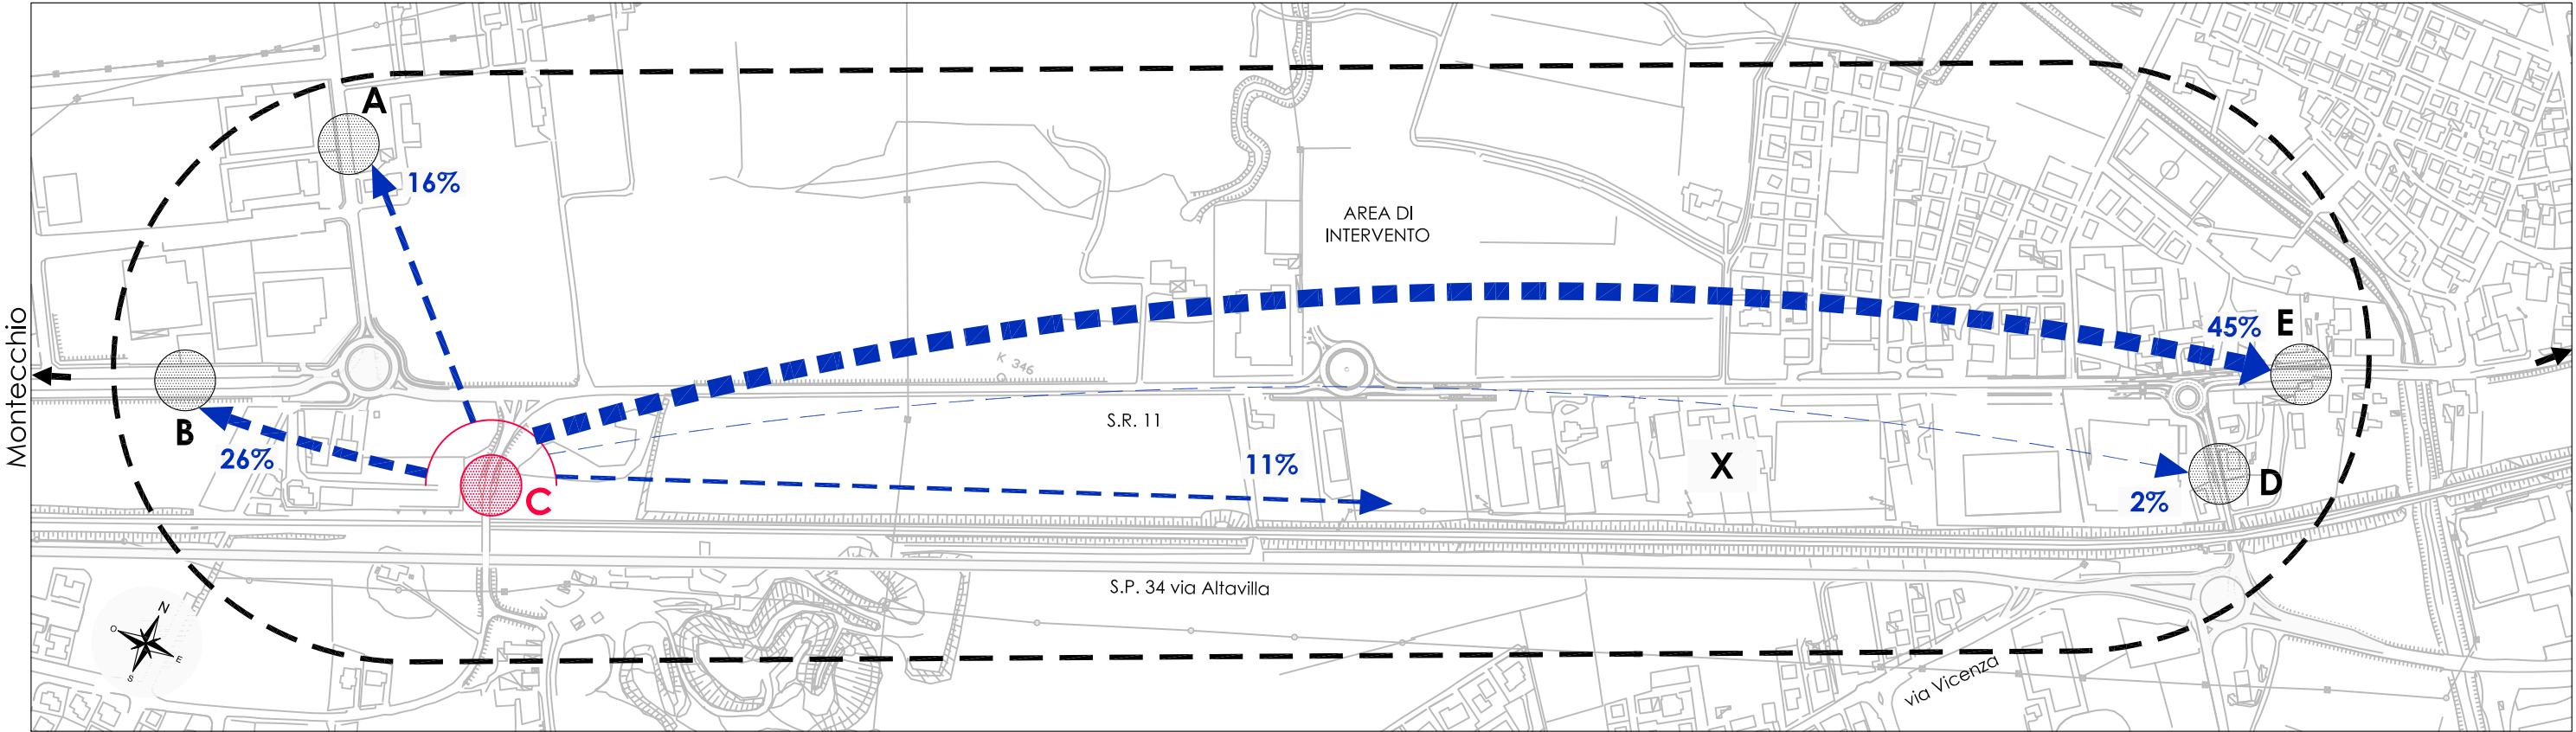 A
16%
AREA DI
INTERVENTO
Montecchio
45%
E
K 346
B
26%
S.R. 11
11%
X
C
D
2%
S.P. 34 via Altavilla
N
O
E
S
via Vicenza